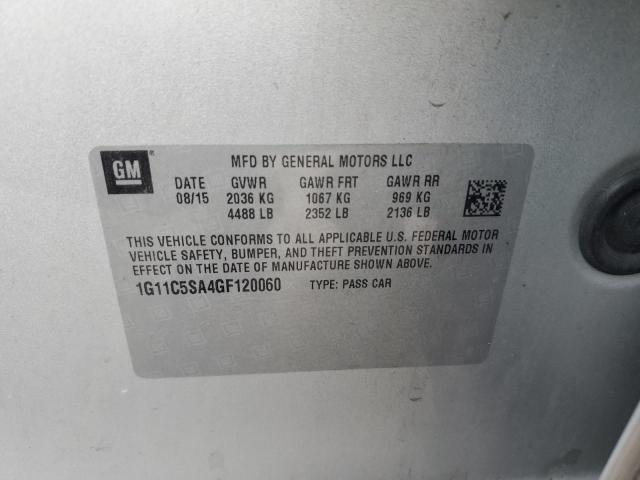 GM
MFD BY GENERAL MOTORS LLC
DATE GVWR GAWR FRT GAWR RR
08/15 2036 KG 1067 KG 969 KG
4488 LB 2352 LB 2136 LB
THIS VEHICLE CONFORMS TO ALL APPLICABLE U.S. FEDERAL MOTOR
VEHICLE SAFETY, BUMPER, AND THEFT PREVENTION STANDARDS
IN EFFECT ON THE DATE OF MANUFACTURE SHOWN ABOVE.
1G11C5SA4GF120060 TYPE: PASS CAR